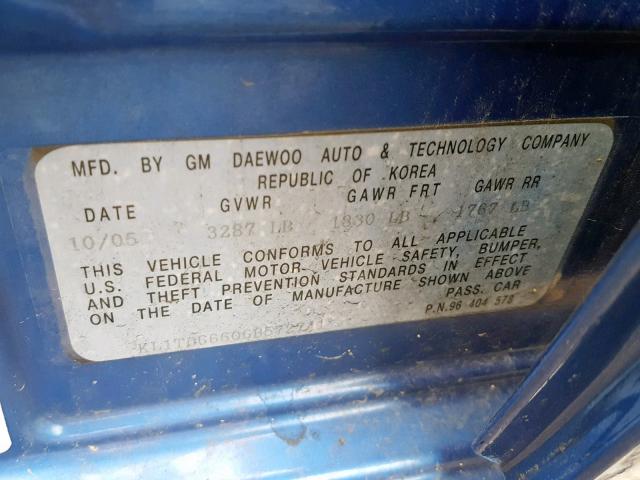 MFD. BY GM DAEWOO AUTO & TECHNOLOGY COMPANY
REPUBLIC OF KOREA
DATE GVWR GAWR FRT GAWR RR
10/05 3287 LB 1830 LB 1767 LB
THIS VEHICLE CONFORMS TO ALL APPLICABLE
U.S. FEDERAL MOTOR VEHICLE SAFETY, BUMPER,
AND THEFT PREVENTION STANDARDS IN EFFECT
ON THE DATE OF MANUFACTURE SHOWN ABOVE
PASS. CAR
P.N.96 404 578